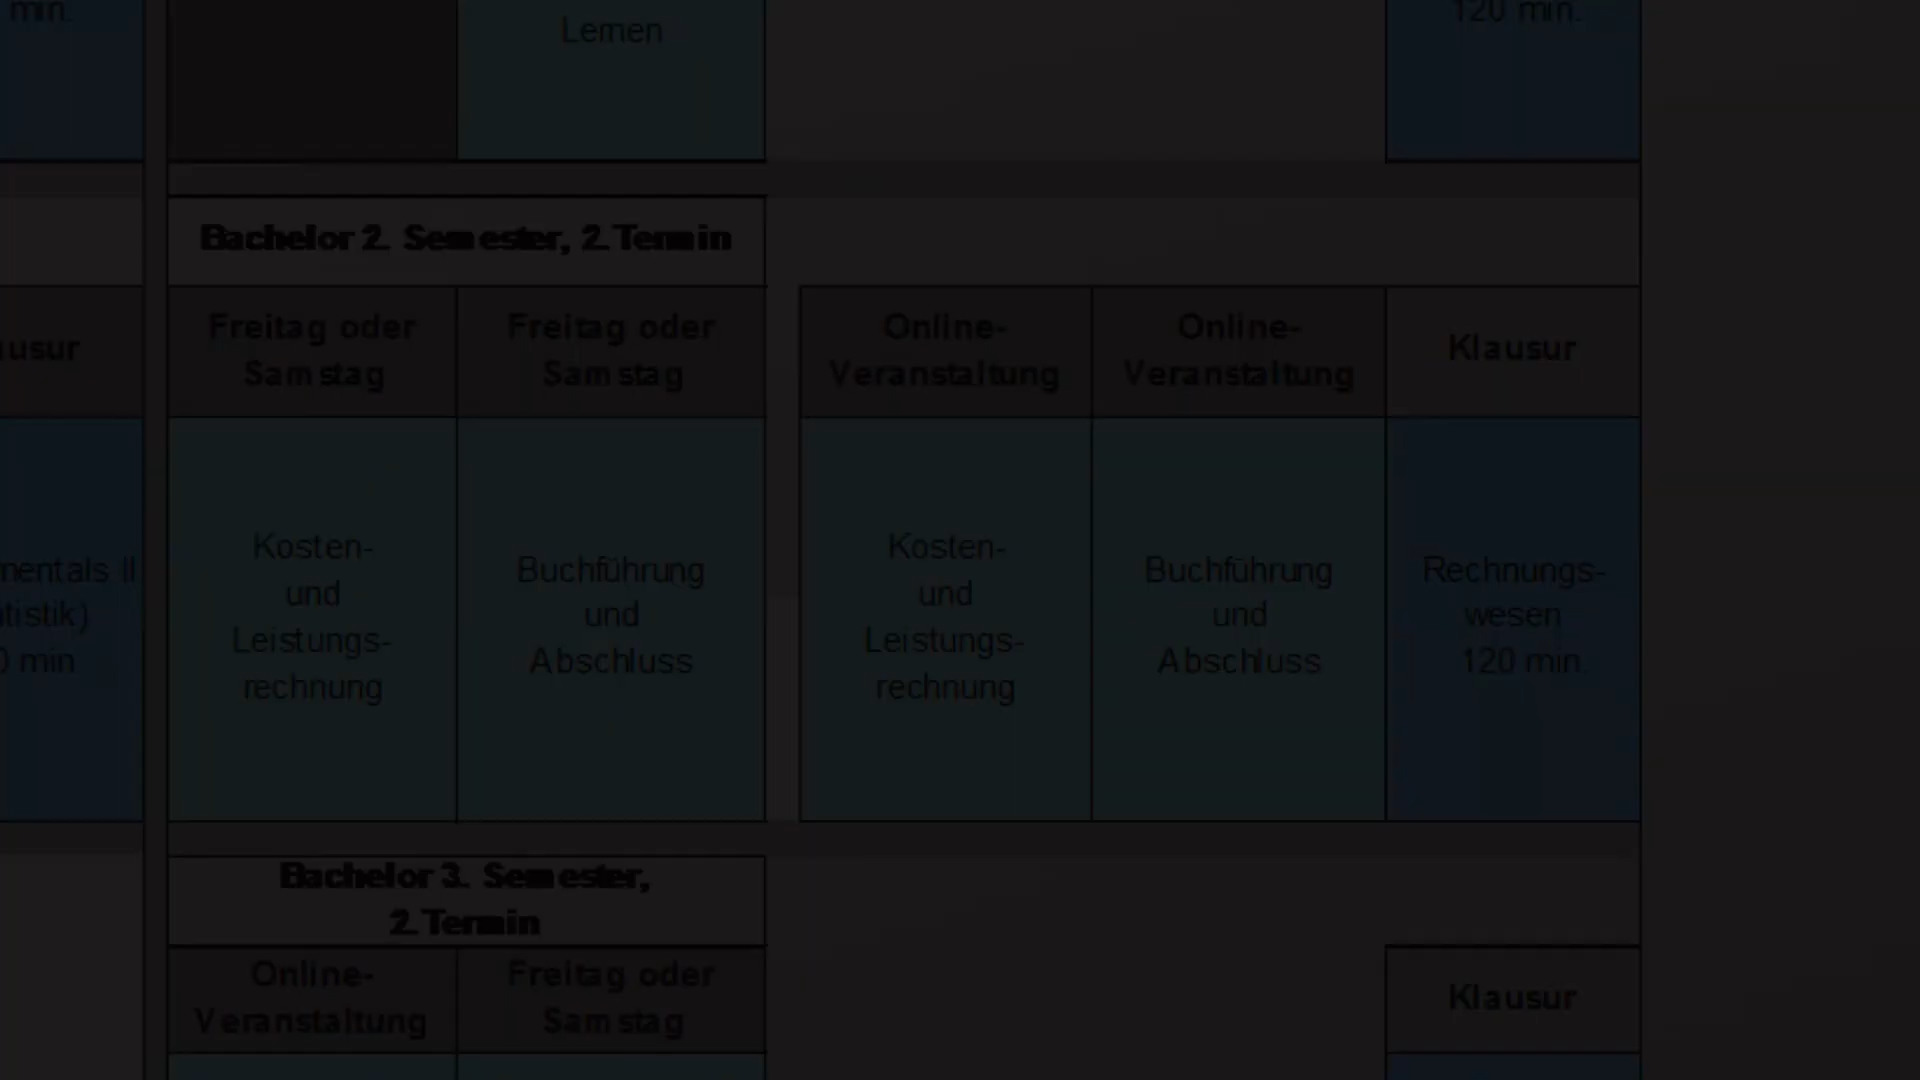 min.
Lernen
120 min.
Bachelor 2. Semester, 2.Termin
Freitag oder
Samstag
Freitag oder
Samstag
Online-
Veranstaltung
Online-
Veranstaltung
Klausur
Kosten-
und
Leistungs-
rechnung
Buchführung
und
Abschluss
Kosten-
und
Leistungs-
rechnung
Buchführung
und
Abschluss
Rechnungs-
wesen
120 min.
II
min
Bachelor 3. Semester,
2.Termin
Online-
Veranstaltung
Freitag oder
Samstag
Klausur